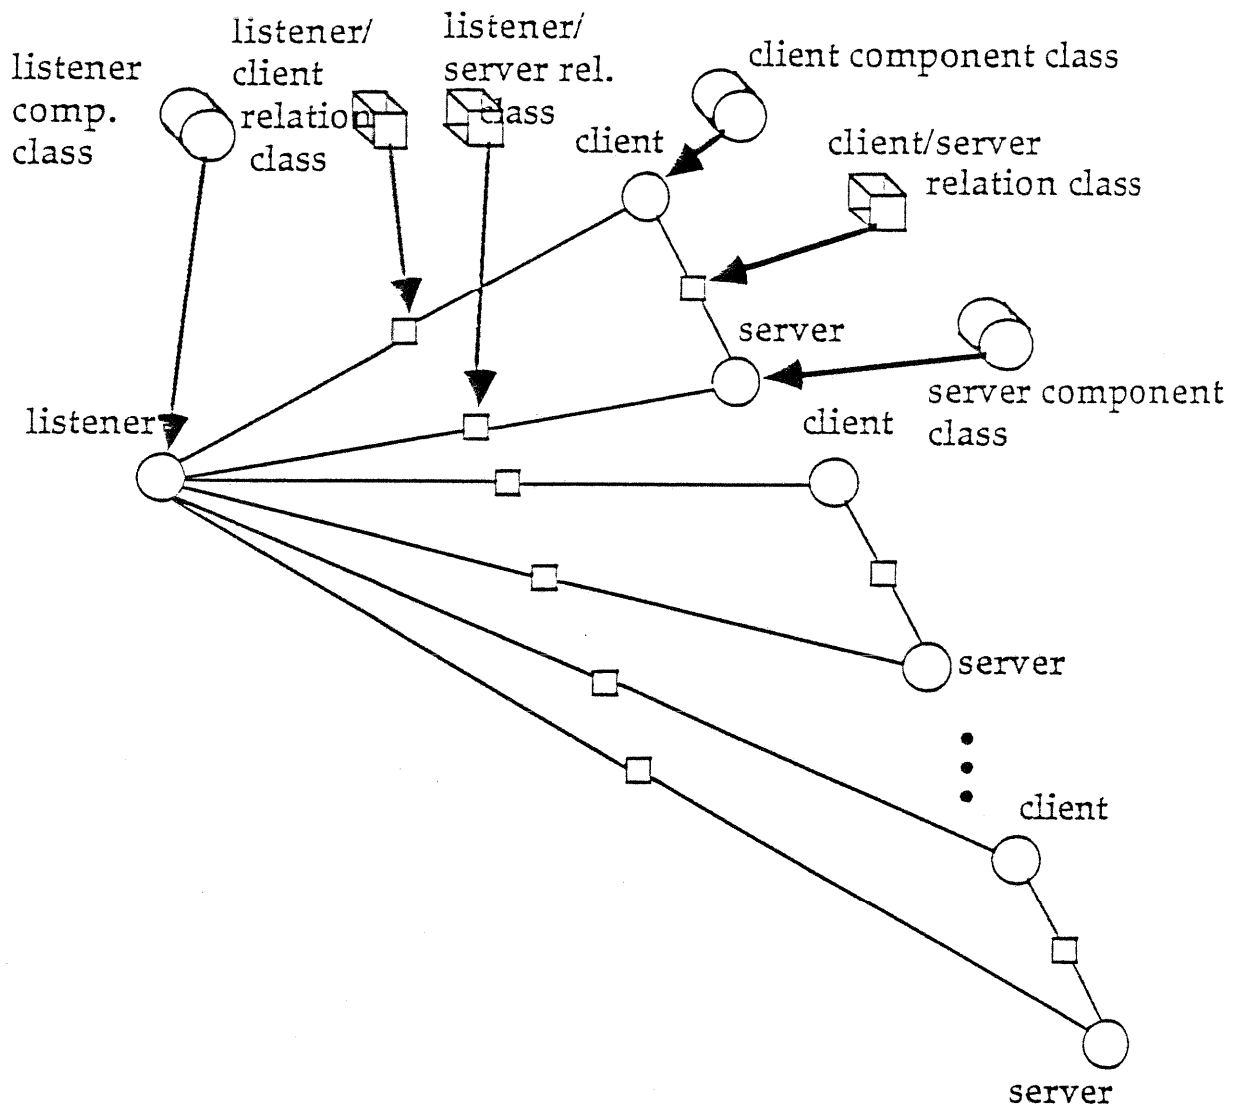 listener
comp.
class
listener/
client
relation
class
listener/
server rel.
class
client component class
client
client/server
relation class
server
server component
class
listener
client
server
client
server